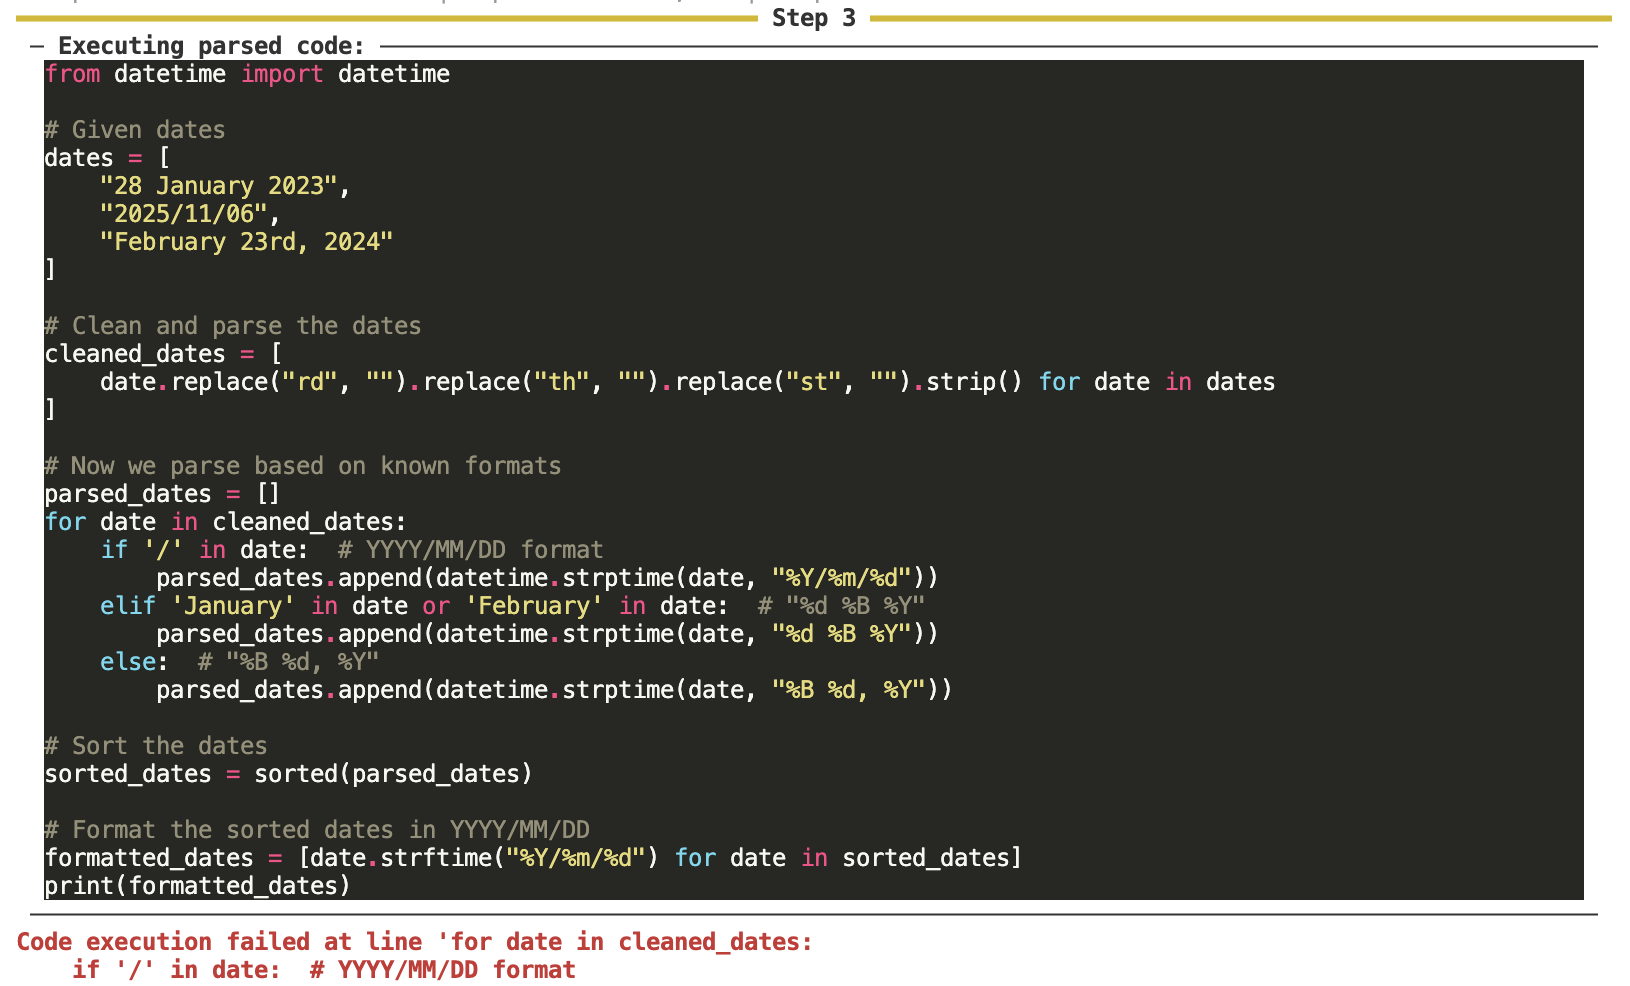 Step 3
Executing parsed code:
from datetime import datetime
# Given dates
dates = [
    "28 January 2023",
    "2025/11/06",
    "February 23rd, 2024"
]
# Clean and parse the dates
cleaned_dates = [
    date.replace("rd", "").replace("th", "").replace("st", "").strip() for date in dates
]
# Now we parse based on known formats
parsed_dates = []
for date in cleaned_dates:
    if '/' in date:  # YYYY/MM/DD format
        parsed_dates.append(datetime.strptime(date, "%Y/%m/%d"))
    elif 'January' in date or 'February' in date:  # "%d %B %Y"
        parsed_dates.append(datetime.strptime(date, "%d %B %Y"))
    else:  # "%B %d, %Y"
        parsed_dates.append(datetime.strptime(date, "%B %d, %Y"))
# Sort the dates
sorted_dates = sorted(parsed_dates)
# Format the sorted dates in YYYY/MM/DD
formatted_dates = [date.strftime("%Y/%m/%d") for date in sorted_dates]
print(formatted_dates)
Code execution failed at line 'for date in cleaned_dates:
    if '/' in date:  # YYYY/MM/DD format